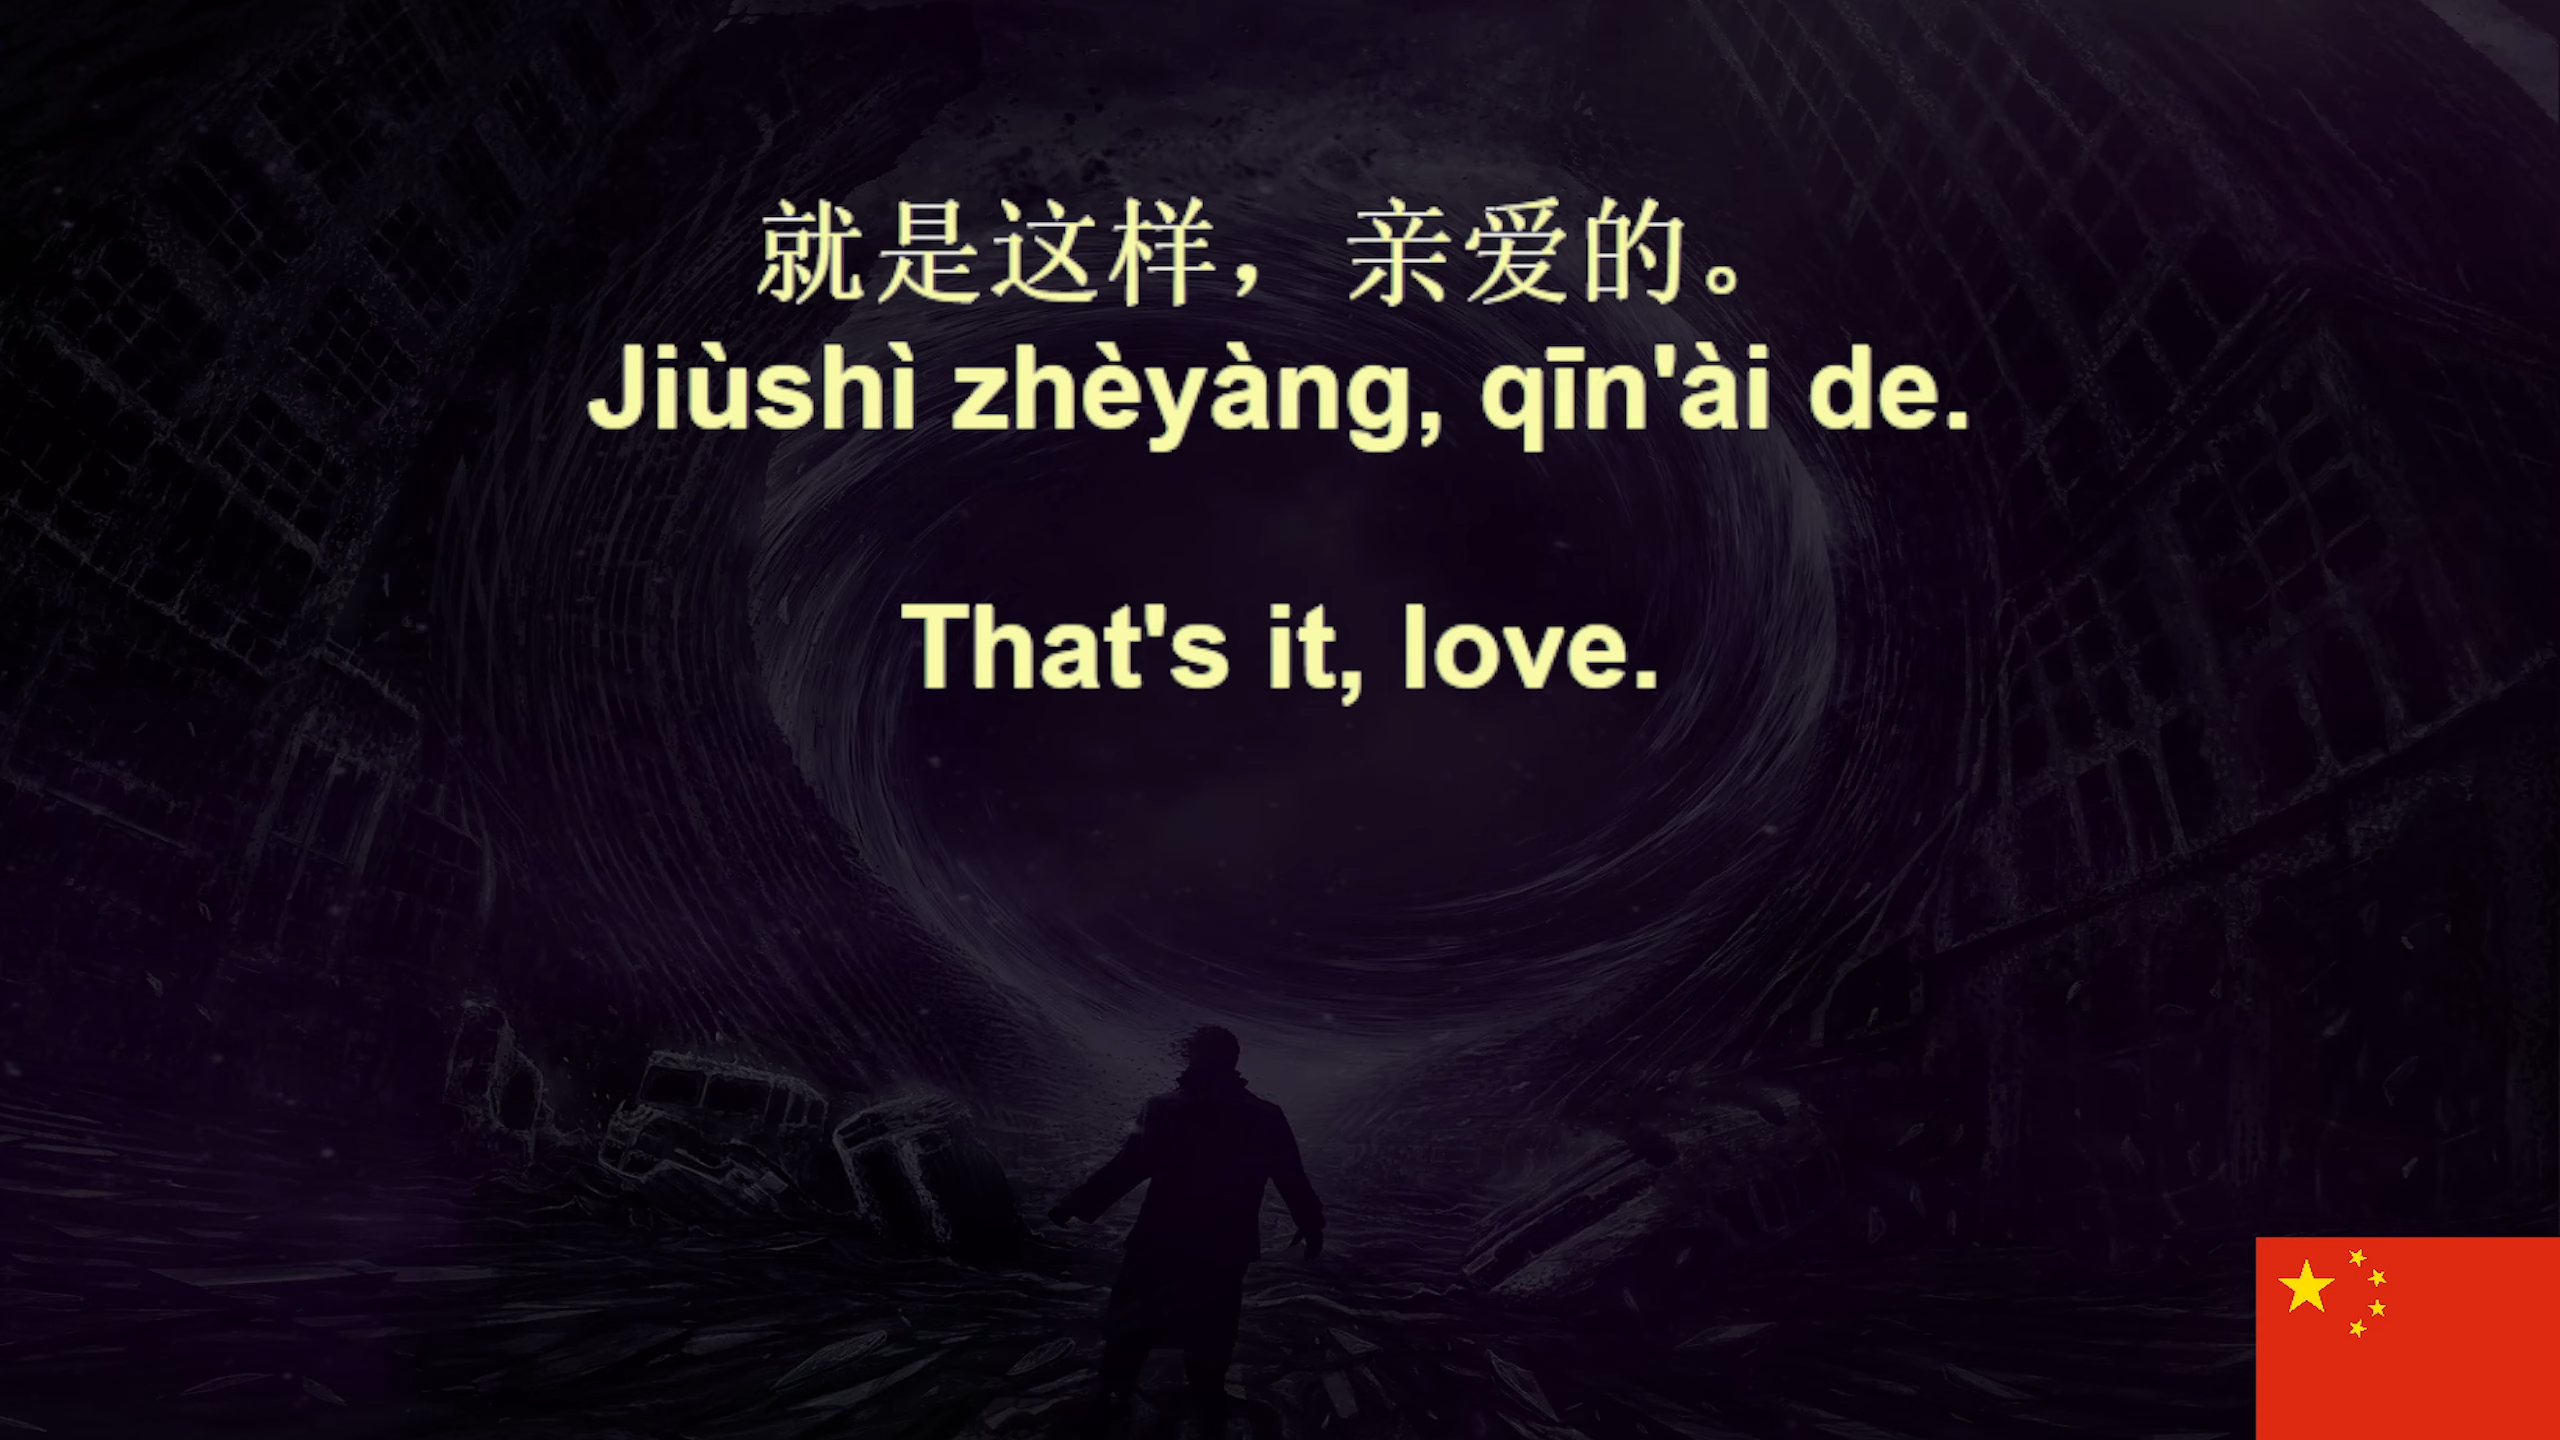 就是这样，亲爱的。
Jiùshì zhèyàng, qīn'ài de.
That's it, love.